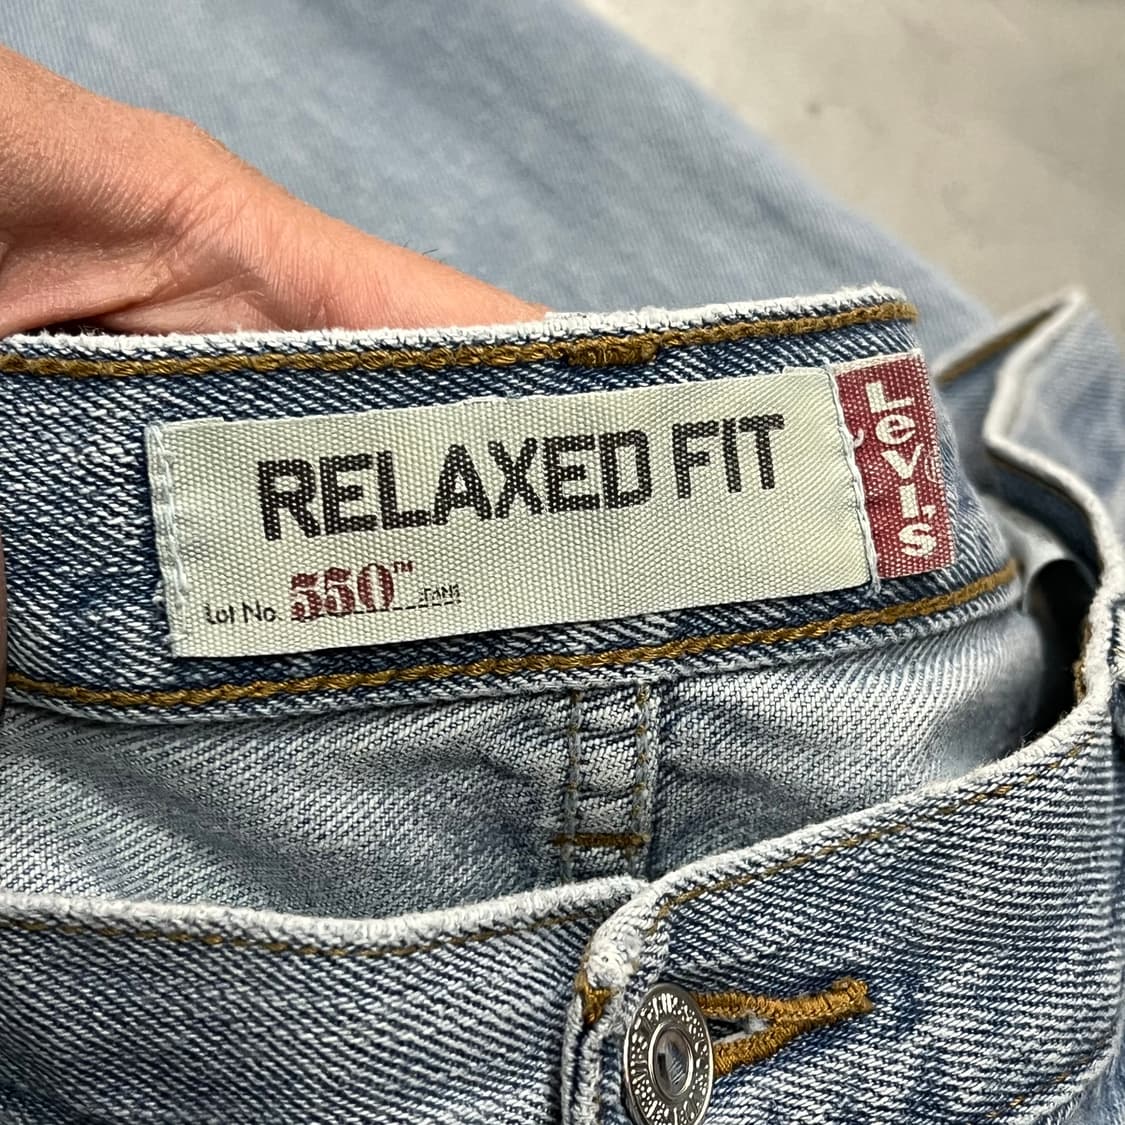 RELAXED FIT
Lot No. 550™ JEANS
Levi's